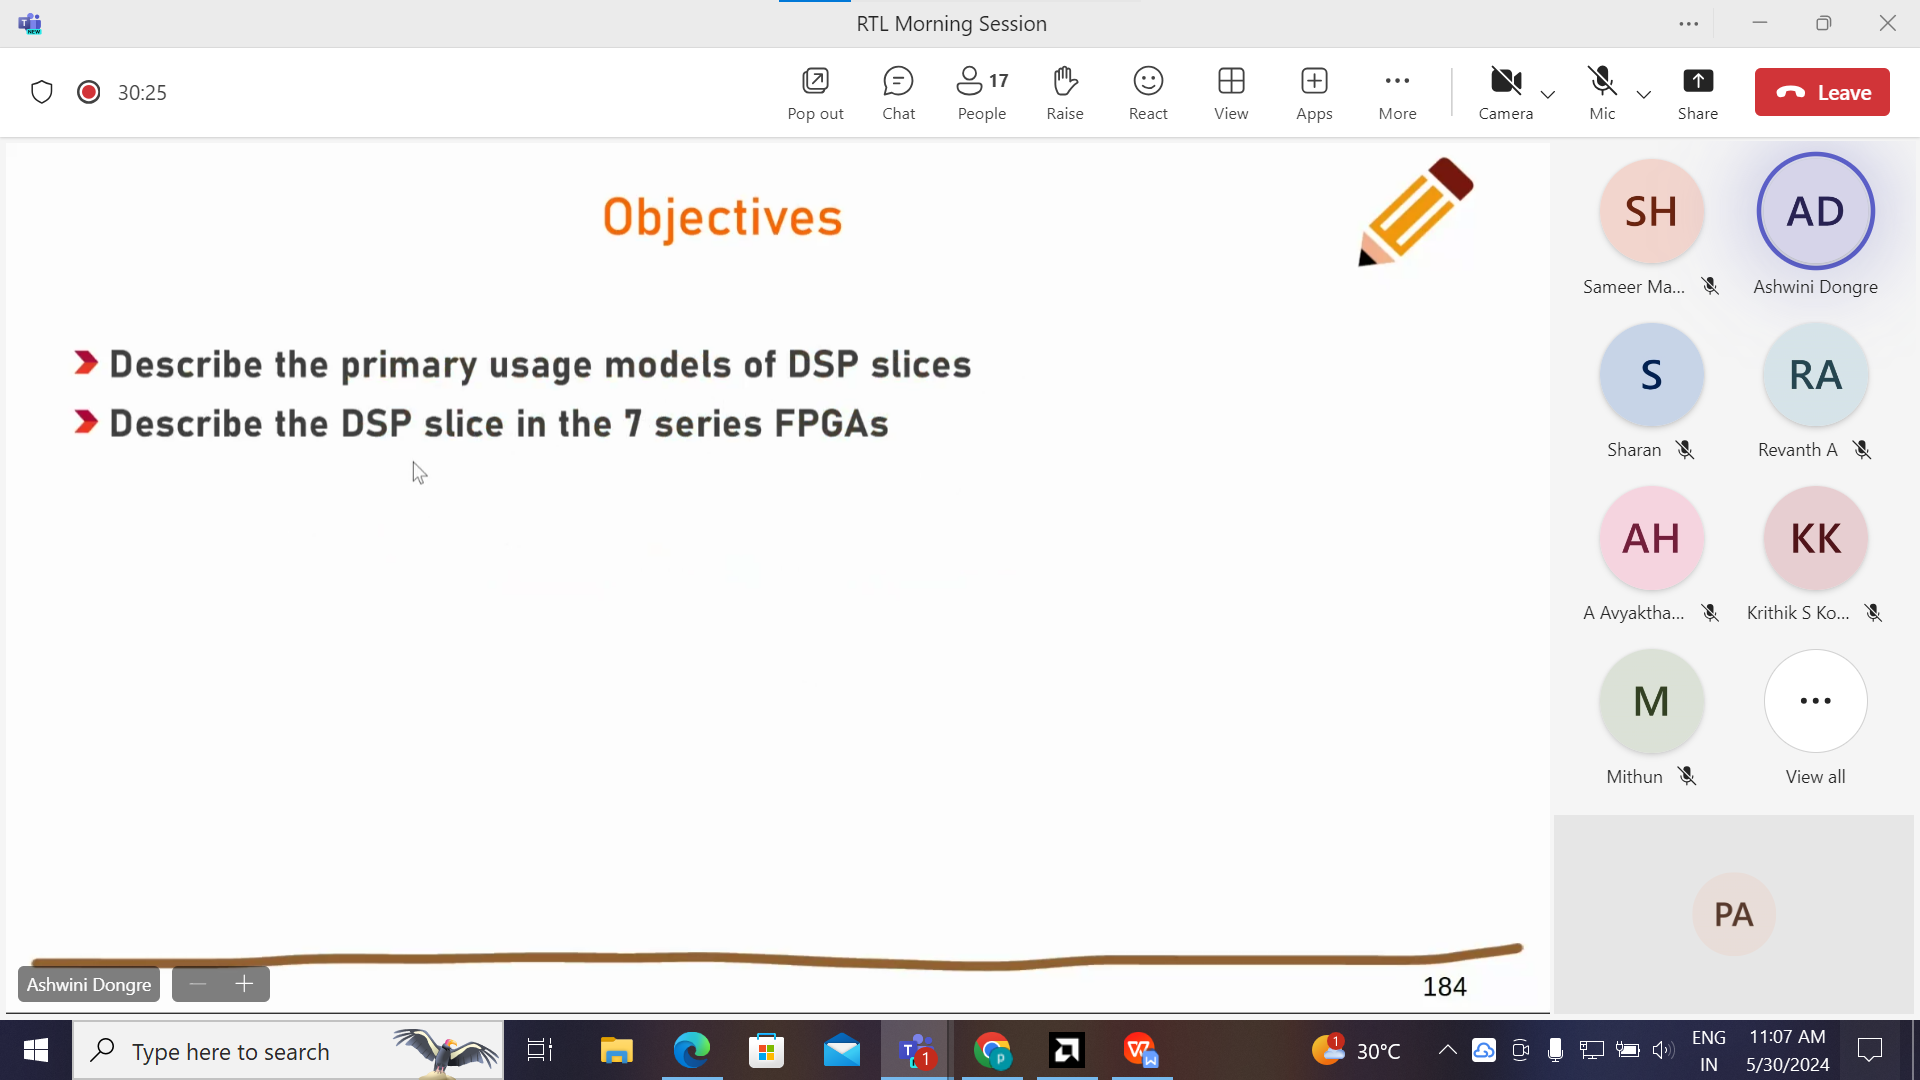 RTL Morning Session
30:25
Pop out
Chat
17
People
Raise
React
View
Apps
More
Camera
Mic
Share
Leave
Objectives
Describe the primary usage models of DSP slices
Describe the DSP slice in the 7 series FPGAs
184
Ashwini Dongre
SH
Sameer Ma...
AD
Ashwini Dongre
S
Sharan
RA
Revanth A
AH
A Avyaktha...
KK
Krithik S Ko...
M
Mithun
View all
PA
Type here to search
1
1
30°C
ENG
IN
11:07 AM
5/30/2024